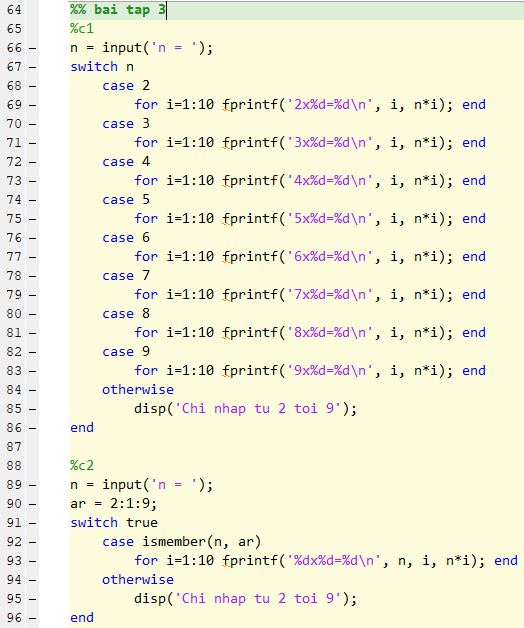 64 %% bai tap 3
65 %c1
66 – n = input('n = ');
67 – switch n
68 – case 2
69 – for i=1:10 fprintf('2x%d=%d\n', i, n*i); end
70 – case 3
71 – for i=1:10 fprintf('3x%d=%d\n', i, n*i); end
72 – case 4
73 – for i=1:10 fprintf('4x%d=%d\n', i, n*i); end
74 – case 5
75 – for i=1:10 fprintf('5x%d=%d\n', i, n*i); end
76 – case 6
77 – for i=1:10 fprintf('6x%d=%d\n', i, n*i); end
78 – case 7
79 – for i=1:10 fprintf('7x%d=%d\n', i, n*i); end
80 – case 8
81 – for i=1:10 fprintf('8x%d=%d\n', i, n*i); end
82 – case 9
83 – for i=1:10 fprintf('9x%d=%d\n', i, n*i); end
84 – otherwise
85 – disp('Chi nhap tu 2 toi 9');
86 – end
87
88 %c2
89 – n = input('n = ');
90 – ar = 2:1:9;
91 – switch true
92 – case ismember(n, ar)
93 – for i=1:10 fprintf('%dx%d=%d\n', n, i, n*i); end
94 – otherwise
95 – disp('Chi nhap tu 2 toi 9');
96 – end